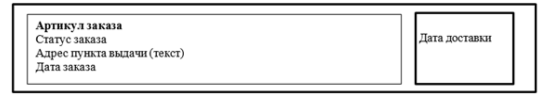 Артикул заказа
Статус заказа
Адрес пункта выдачи (текст)
Дата заказа
Дата доставки